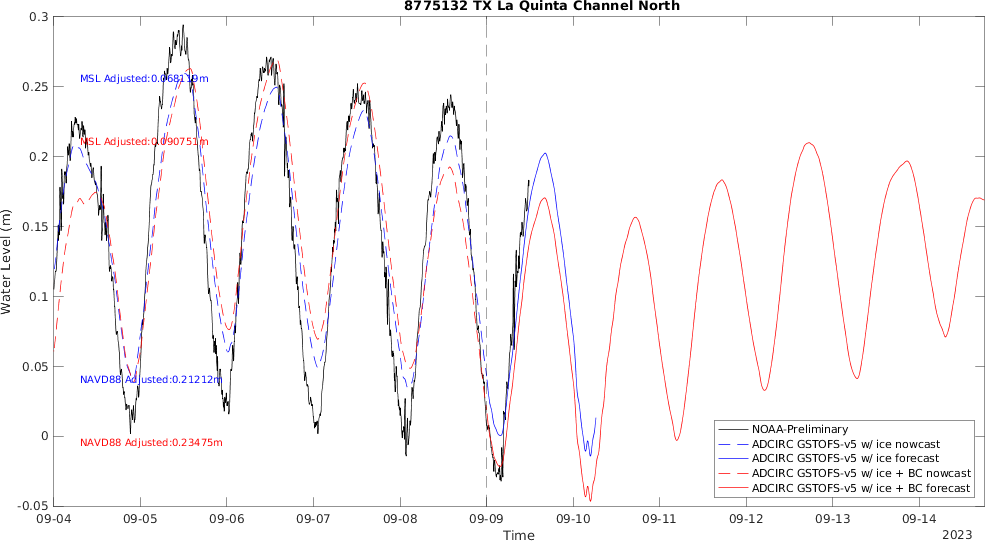 8775132 TX La Quinta Channel North
Water Level (m)
0.3
0.25
0.2
0.15
0.1
0.05
0
-0.05
MSL Adjusted:0.068119m
MSL Adjusted:0.090751m
NAVD88 Adjusted:0.21212m
NAVD88 Adjusted:0.23475m
NOAA-Preliminary
ADCIRC GSTOFS-v5 w/ ice nowcast
ADCIRC GSTOFS-v5 w/ ice forecast
ADCIRC GSTOFS-v5 w/ ice + BC nowcast
ADCIRC GSTOFS-v5 w/ ice + BC forecast
09-04 09-05 09-06 09-07 09-08 09-09 09-10 09-11 09-12 09-13 09-14
Time
2023